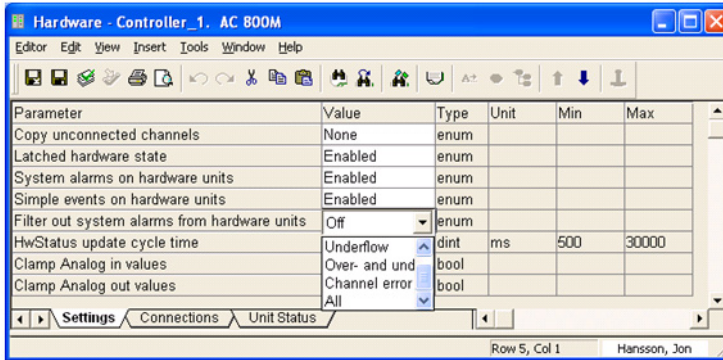 Hardware - Controller_1. AC 800M
Editor Edit View Insert Tools Window Help
Parameter Value Type Unit Min Max
Copy unconnected channels None enum
Latched hardware state Enabled enum
System alarms on hardware units Enabled enum
Simple events on hardware units Enabled enum
Filter out system alarms from hardware units Off enum
HwStatus update cycle time dint ms 500 30000
Clamp Analog in values bool
Clamp Analog out values bool
Underflow
Over- and und
Channel error
All
Settings Connections Unit Status
Row 5, Col 1 Hansson, Jon